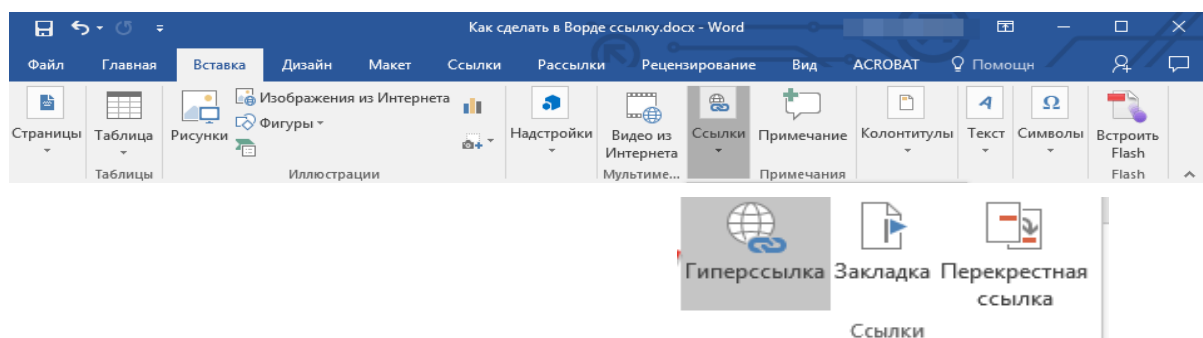 Как сделать в Ворде ссылку.docx - Word
Файл Главная Вставка Дизайн Макет Ссылки Рассылки Рецензирование Вид ACROBAT Помощн
Страницы Таблица Рисунки Изображения из Интернета Фигуры Надстройки Видео из Интернета Ссылки Примечание Колонтитулы Текст Символы Встроить Flash
Таблицы Иллюстрации Мультиме... Примечания Flash
Гиперссылка Закладка Перекрестная
ссылка
Ссылки